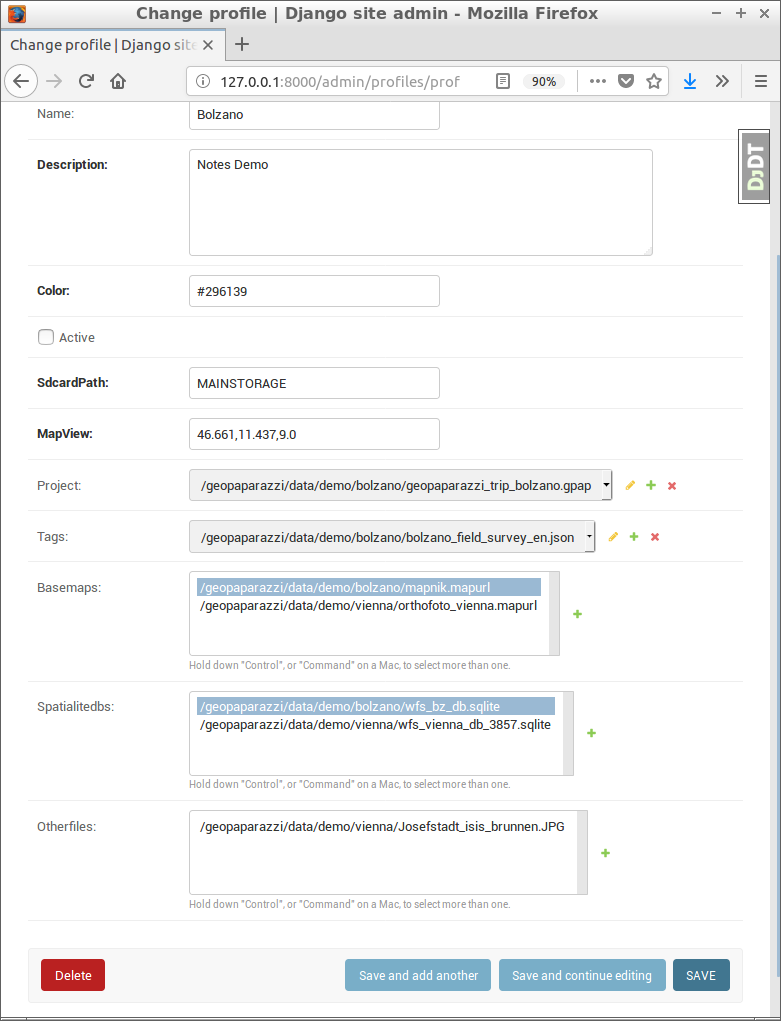 Change profile | Django site admin - Mozilla Firefox
Change profile | Django site
127.0.0.1:8000/admin/profiles/prof
90%
Name:
Bolzano
DJDT
Description:
Notes Demo
Color:
#296139
Active
SdcardPath:
MAINSTORAGE
MapView:
46.661,11.437,9.0
Project:
/geopaparazzi/data/demo/bolzano/geopaparazzi_trip_bolzano.gpap
Tags:
/geopaparazzi/data/demo/bolzano/bolzano_field_survey_en.json
Basemaps:
/geopaparazzi/data/demo/bolzano/mapnik.mapurl
/geopaparazzi/data/demo/vienna/orthofoto_vienna.mapurl
Hold down "Control", or "Command" on a Mac, to select more than one.
Spatialitedbs:
/geopaparazzi/data/demo/bolzano/wfs_bz_db.sqlite
/geopaparazzi/data/demo/vienna/wfs_vienna_db_3857.sqlite
Hold down "Control", or "Command" on a Mac, to select more than one.
Otherfiles:
/geopaparazzi/data/demo/vienna/Josefstadt_isis_brunnen.JPG
Hold down "Control", or "Command" on a Mac, to select more than one.
Delete
Save and add another
Save and continue editing
SAVE